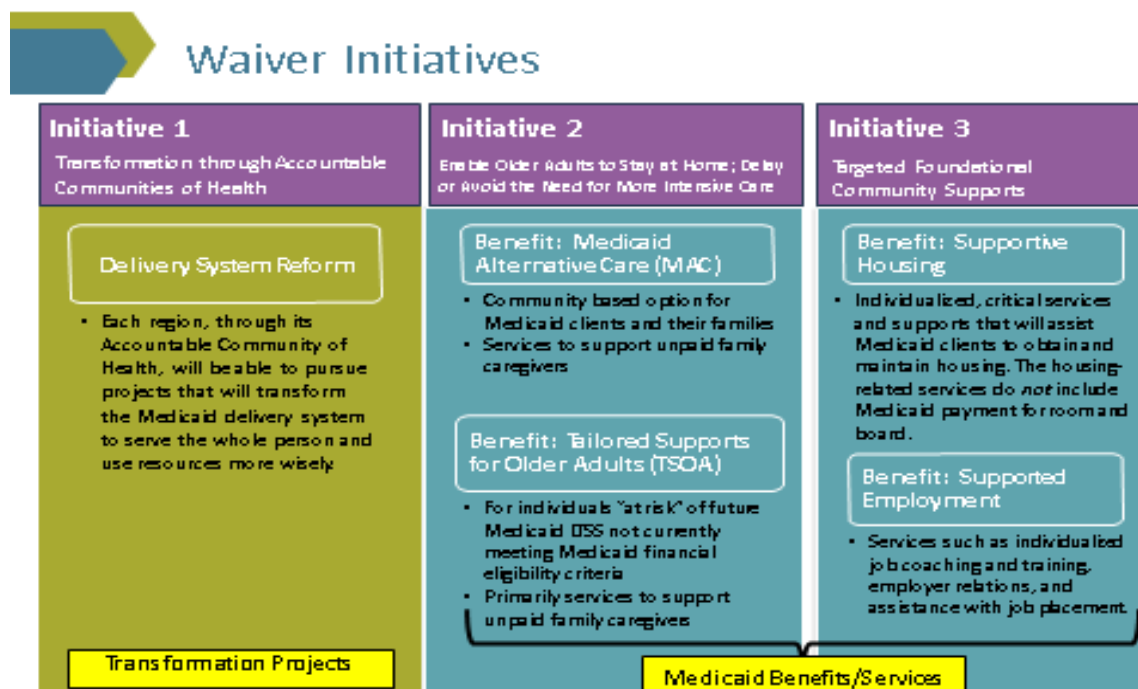 Waiver Initiatives
Initiative 1
Transformation through Accountable
Communities of Health
Delivery System Reform
• Each region, through its
Accountable Community of
Health, will be able to pursue
projects that will transform
the Medicaid delivery system
to serve the whole person and
use resources more wisely
Transformation Projects
Initiative 2
Enable Older Adults to Stay at Home; Delay
or Avoid the Need for More Intensive Care
Benefit: Medicaid
Alternative Care (MAC)
• Community based option for
Medicaid clients and their families
• Services to support unpaid family
caregivers
Benefit: Tailored Supports
for Older Adults (TSOA)
• For individuals "at risk" of future
Medicaid LTSS not currently
meeting Medicaid financial
eligibility criteria
• Primarily services to support
unpaid family caregivers
Initiative 3
Targeted Foundational
Community Supports
Benefit: Supportive
Housing
• Individualized, critical services
and supports that will assist
Medicaid clients to obtain and
maintain housing. The housing-
related services do not include
Medicaid payment for room and
board.
Benefit: Supported
Employment
• Services such as individualized
job coaching and training,
employer relations, and
assistance with job placement.
Medicaid Benefits/Services